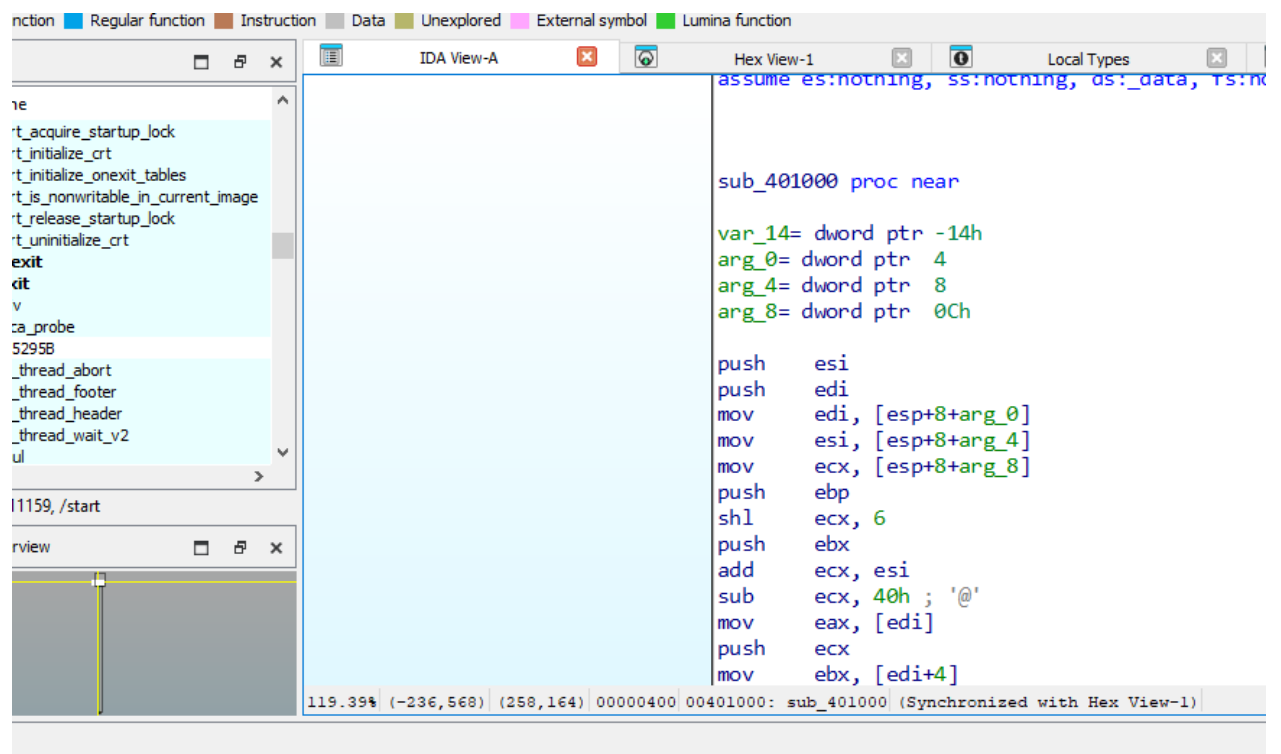 nction Regular function Instruction Data Unexplored External symbol Lumina function
IDA View-A Hex View-1 Local Types
assume es:nothing, ss:nothing, ds:_data, fs:no
ne
rt_acquire_startup_lock
rt_initialize_crt
rt_initialize_onexit_tables
rt_is_nonwritable_in_current_image
rt_release_startup_lock
rt_uninitialize_crt
exit
xit
v
ca_probe
5295B
_thread_abort
_thread_footer
_thread_header
_thread_wait_v2
ul
11159, /start
rview
sub_401000 proc near
var_14= dword ptr -14h
arg_0= dword ptr  4
arg_4= dword ptr  8
arg_8= dword ptr  0Ch
push    esi
push    edi
mov     edi, [esp+8+arg_0]
mov     esi, [esp+8+arg_4]
mov     ecx, [esp+8+arg_8]
push    ebp
shl     ecx, 6
push    ebx
add     ecx, esi
sub     ecx, 40h ; '@'
mov     eax, [edi]
push    ecx
mov     ebx, [edi+4]
119.39% (-236,568) (258,164) 00000400 00401000: sub_401000 (Synchronized with Hex View-1)